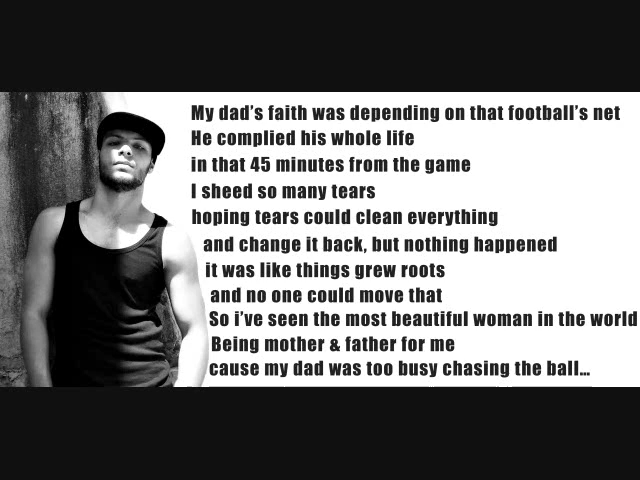 My dad's faith was depending on that football's net
He complied his whole life
in that 45 minutes from the game
I sheed so many tears
hoping tears could clean everything
and change it back, but nothing happened
it was like things grew roots
and no one could move that
So i've seen the most beautiful woman in the world
Being mother & father for me
cause my dad was too busy chasing the ball...